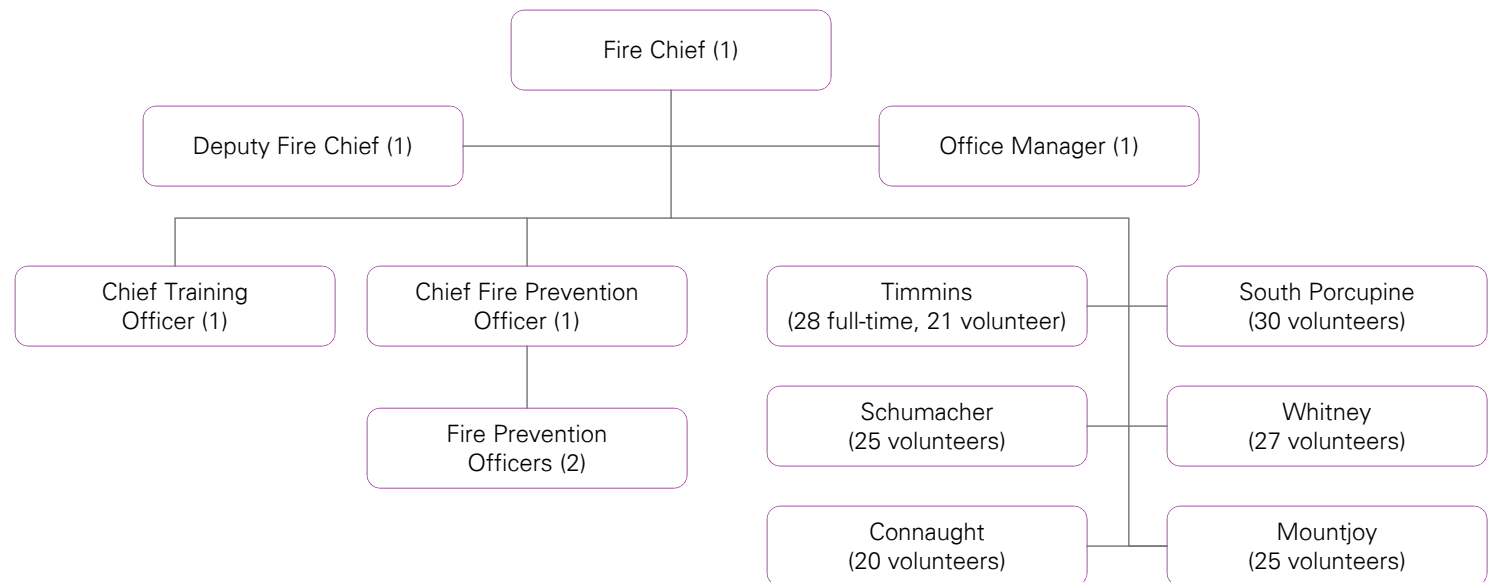 Fire Chief (1)
Deputy Fire Chief (1)
Office Manager (1)
Chief Training
Officer (1)
Chief Fire Prevention
Officer (1)
Timmins
(28 full-time, 21 volunteer)
South Porcupine
(30 volunteers)
Fire Prevention
Officers (2)
Schumacher
(25 volunteers)
Whitney
(27 volunteers)
Connaught
(20 volunteers)
Mountjoy
(25 volunteers)